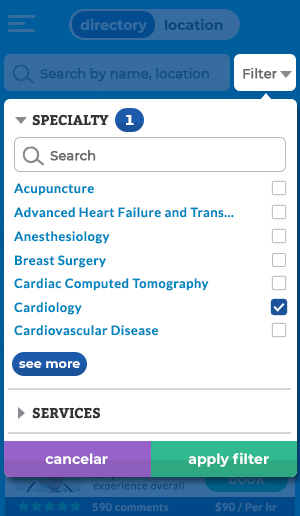 directory location
Search by name, location Filter
SPECIALTY 1
Search
Acupuncture
Advanced Heart Failure and Trans...
Anesthesiology
Breast Surgery
Cardiac Computed Tomography
Cardiology
Cardiovascular Disease
see more
SERVICES
cancelar apply filter
experience overall book
590 comments $90 / Per hr